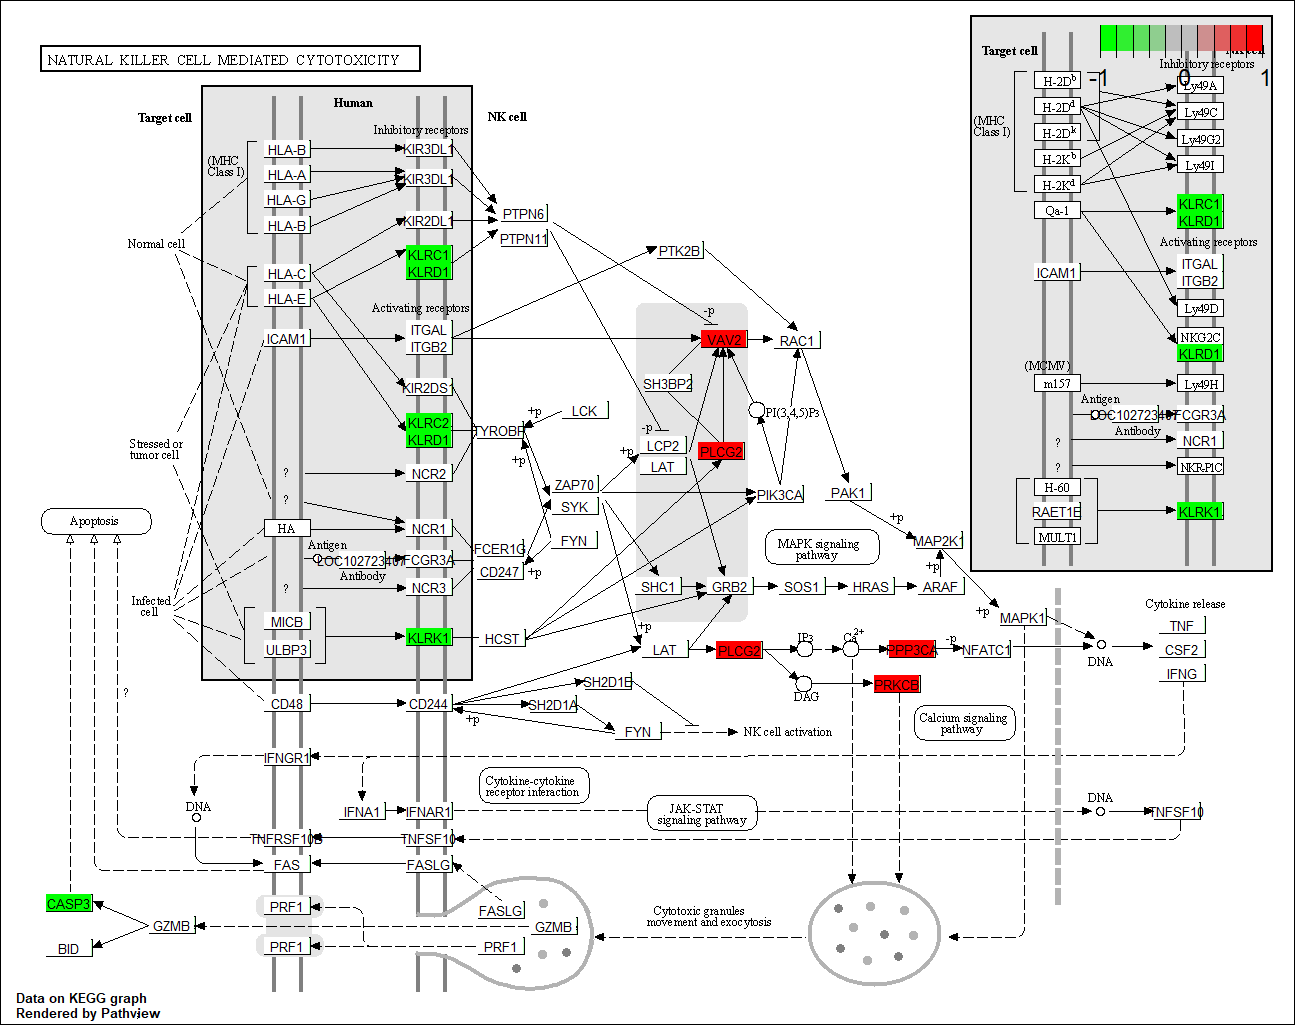 NATURAL KILLER CELL MEDIATED CYTOTOXICITY
Target cell
Human
NK cell
Inhibitory receptors
(MHC
Class I)
HLA-B
KIR3DL1
HLA-A
KIR3DL1
HLA-G
HLA-B
KIR2DL1
PTPN6
PTPN11
Normal cell
KLRC1
KLRD1
PTK2B
HLA-C
HLA-E
Activating receptors
ICAM1
ITGAL
ITGB2
-p
VAV2
RAC1
KIR2DS1
SH3BP2
LCK
+p
PI(3,4,5)P3
KLRC2
KLRD1
TYROBP
-p
LCP2
LAT
PLCG2
Stressed or
tumor cell
+p
+p
?
NCR2
ZAP70
SYK
PIK3CA
PAK1
?
Apoptosis
HA
NCR1
+p
FYN
MAPK signaling
pathway
MAP2K1
Antigen
LOC102723407
FCGR3A
Antibody
FCER1G
CD247
+p
+p
?
NCR3
SHC1
GRB2
SOS1
HRAS
ARAF
Infected
cell
MICB
ULBP3
KLRK1
HCST
+p
+p
MAPK1
Cytokine release
TNF
CSF2
IFNG
LAT
PLCG2
IP3
Ca2+
PPP3CA
-p
NFATC1
DNA
DAG
PRKCB
?
SH2D1B
CD48
CD244
SH2D1A
+p
FYN
NK cell activation
Calcium signaling
pathway
IFNGR1
Cytokine-cytokine
receptor interaction
DNA
IFNA1
IFNAR1
JAK-STAT
signaling pathway
DNA
TNFSF10
TNFRSF10B
TNFSF10
FAS
FASLG
CASP3
PRF1
FASLG
GZMB
GZMB
Cytotoxic granules
movement and exocytosis
BID
PRF1
PRF1
Data on KEGG graph
Rendered by Pathview
Target cell
cell
Inhibitory receptors
-1
0
1
(MHC
Class I)
H-2Db
Ly49A
H-2Dd
Ly49C
H-2Dk
Ly49G2
H-2Kb
Ly49I
H-2Kd
Qa-1
KLRC1
KLRD1
Activating receptors
ICAM1
ITGAL
ITGB2
Ly49D
NKG2C
KLRD1
(MCMV)
m157
Ly49H
Antigen
LOC102723407
FCGR3A
Antibody
?
NCR1
?
NKR-P1C
H-60
RAET1E
KLRK1
MULT1